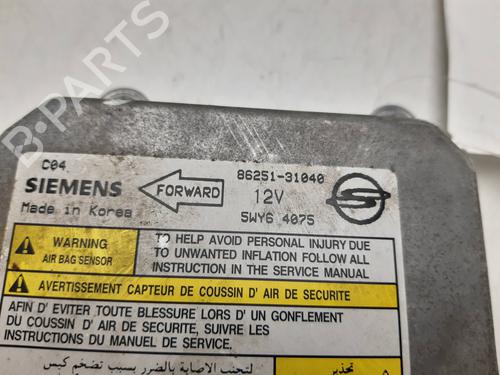 B-PARTS
C04
SIEMENS
FORWARD
86251-31040
12V
Made in Korea
5WY6 4075
WARNING
AIR BAG SENSOR
TO HELP AVOID PERSONAL INJURY DUE
TO UNWANTED INFLATION FOLLOW ALL
INSTRUCTION IN THE SERVICE MANUAL
AVERTISSEMENT CAPTEUR DE COUSSIN D' AIR DE SECURITE
AFIN D' EVITER TOUTE BLESSURE LORS D' UN GONFLEMENT
DU COUSSIN D' AIR DE SECURITE, SUIVRE LES
INSTRUCTIONS DU MANUEL DE SERVICE.
تحذير
لتجنب الاصابة بالضرر بسبب تضخم كيس